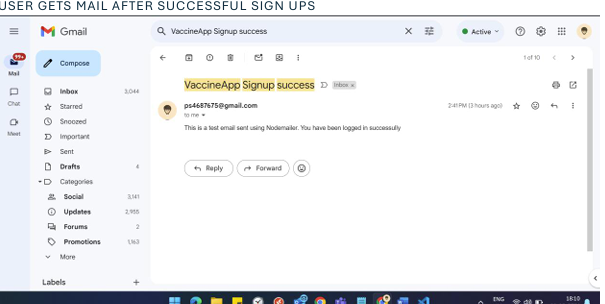 USER GETS MAIL AFTER SUCCESSFUL SIGN UPS
Gmail
VaccineApp Signup success
Active
99+
Mail
Compose
1 of 10
Inbox 3,044
VaccineApp Signup success Inbox x
Chat
Starred
Snoozed
ps4687675@gmail.com 2:41 PM (3 hours ago)
to me
Meet
Important
This is a test email sent using Nodemailer. You have been logged in successfully
Sent
Drafts 4
Reply Forward
Categories
Social 3,141
Updates 2,955
Forums 2
Promotions 1,163
More
Labels
ENG
18:10